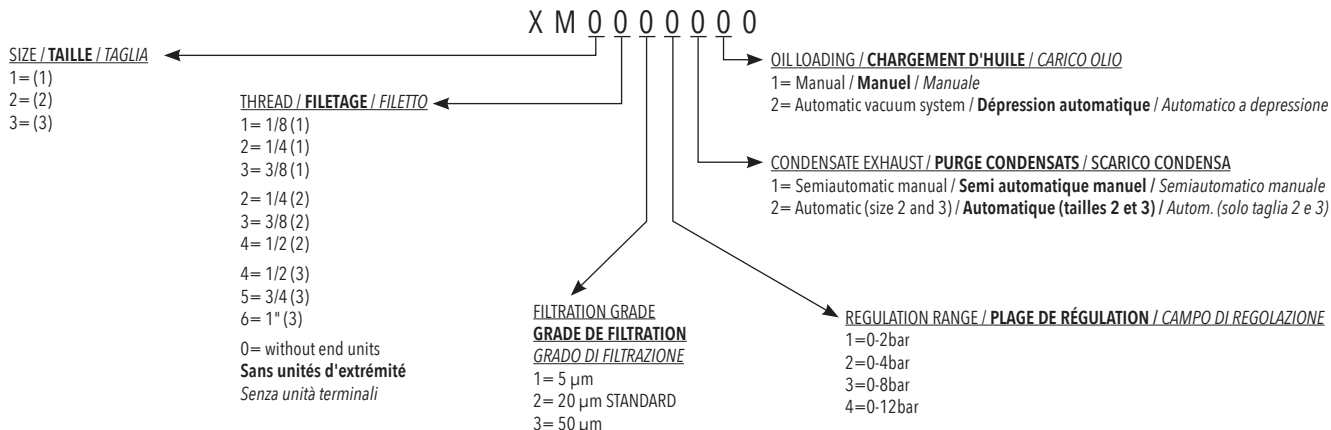 X M 0 0 0 0 0 0 0
SIZE / TAILLE / TAGLIA
1= (1)
2= (2)
3= (3)
THREAD / FILETAGE / FILETTO
1= 1/8 (1)
2= 1/4 (1)
3= 3/8 (1)
2= 1/4 (2)
3= 3/8 (2)
4= 1/2 (2)
4= 1/2 (3)
5= 3/4 (3)
6= 1" (3)
0= without end units
Sans unités d'extrémité
Senza unità terminali
FILTRATION GRADE
GRADE DE FILTRATION
GRADO DI FILTRAZIONE
1= 5 µm
2= 20 µm STANDARD
3= 50 µm
OIL LOADING / CHARGEMENT D'HUILE / CARICO OLIO
1= Manual / Manuel / Manuale
2= Automatic vacuum system / Dépression automatique / Automatico a depressione
CONDENSATE EXHAUST / PURGE CONDENSATS / SCARICO CONDENSA
1= Semiautomatic manual / Semi automatique manuel / Semiautomatico manuale
2= Automatic (size 2 and 3) / Automatique (tailles 2 et 3) / Autom. (solo taglia 2 e 3)
REGULATION RANGE / PLAGE DE RÉGULATION / CAMPO DI REGOLAZIONE
1=0-2bar
2=0-4bar
3=0-8bar
4=0-12bar